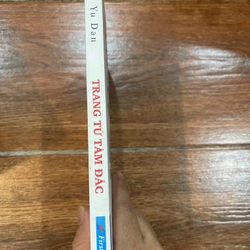 Yu Dan
TRANG TỬ TÂM ĐẮC